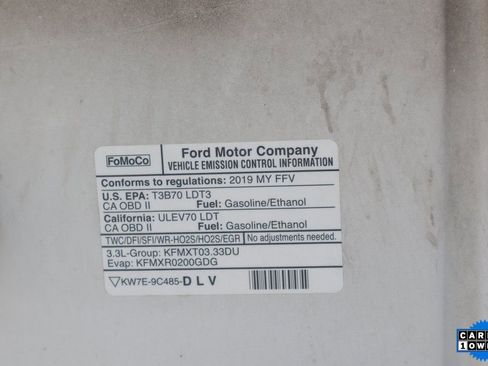 FoMoCo
Ford Motor Company
VEHICLE EMISSION CONTROL INFORMATION
Conforms to regulations: 2019 MY FFV
U.S. EPA: T3B70 LDT3
CA OBD II Fuel: Gasoline/Ethanol
California: ULEV70 LDT
CA OBD II Fuel: Gasoline/Ethanol
TWC/DFI/SFI/WR-HO2S/HO2S/EGR No adjustments needed.
3.3L-Group: KFMXT03.33DU
Evap: KFMXR0200GDG
KW7E-9C485-DLV
1